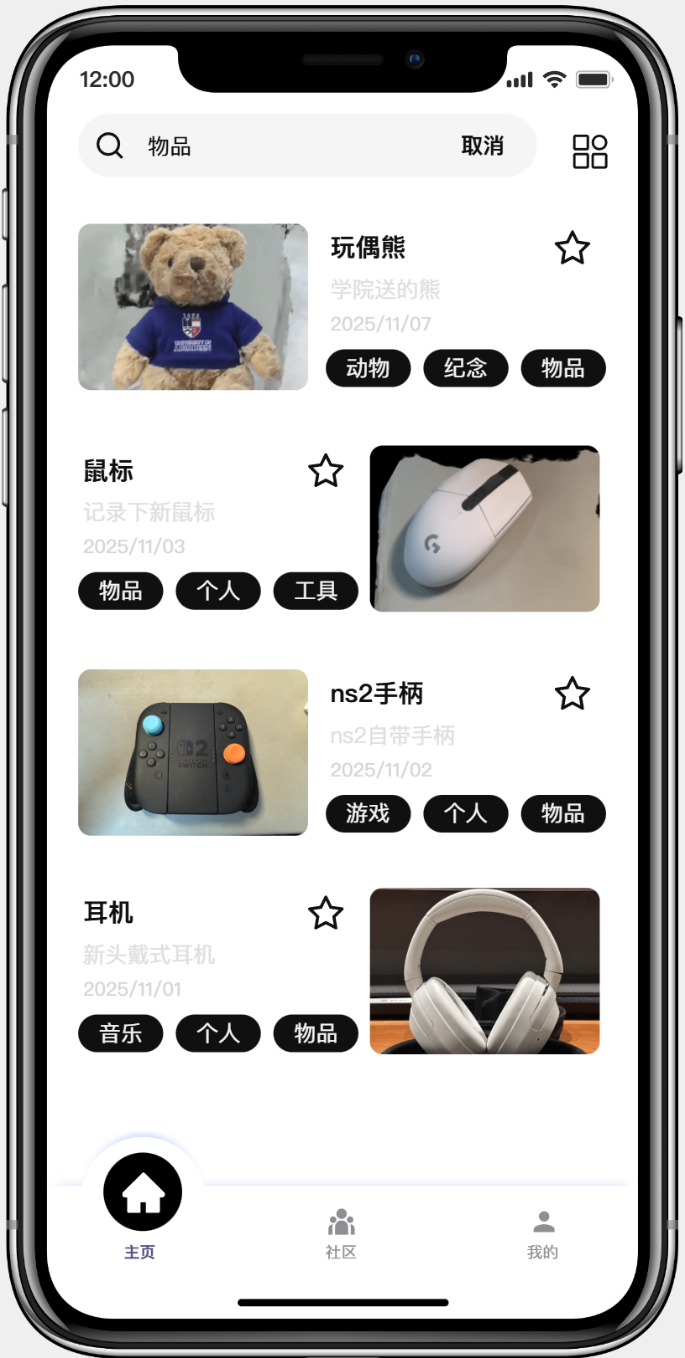 12:00
物品 取消
玩偶熊
学院送的熊
2025/11/07
动物 纪念 物品
鼠标
记录下新鼠标
2025/11/03
物品 个人 工具
2
SWITCH
ns2手柄
ns2自带手柄
2025/11/02
游戏 个人 物品
耳机
新头戴式耳机
2025/11/01
音乐 个人 物品
主页 社区 我的